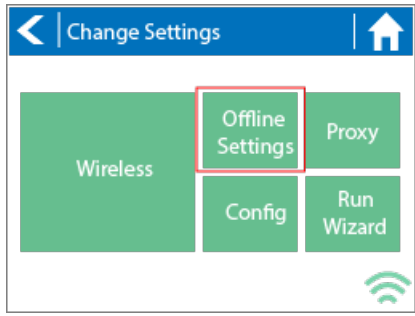 Change Settings
Wireless
Offline
Settings
Proxy
Config
Run
Wizard